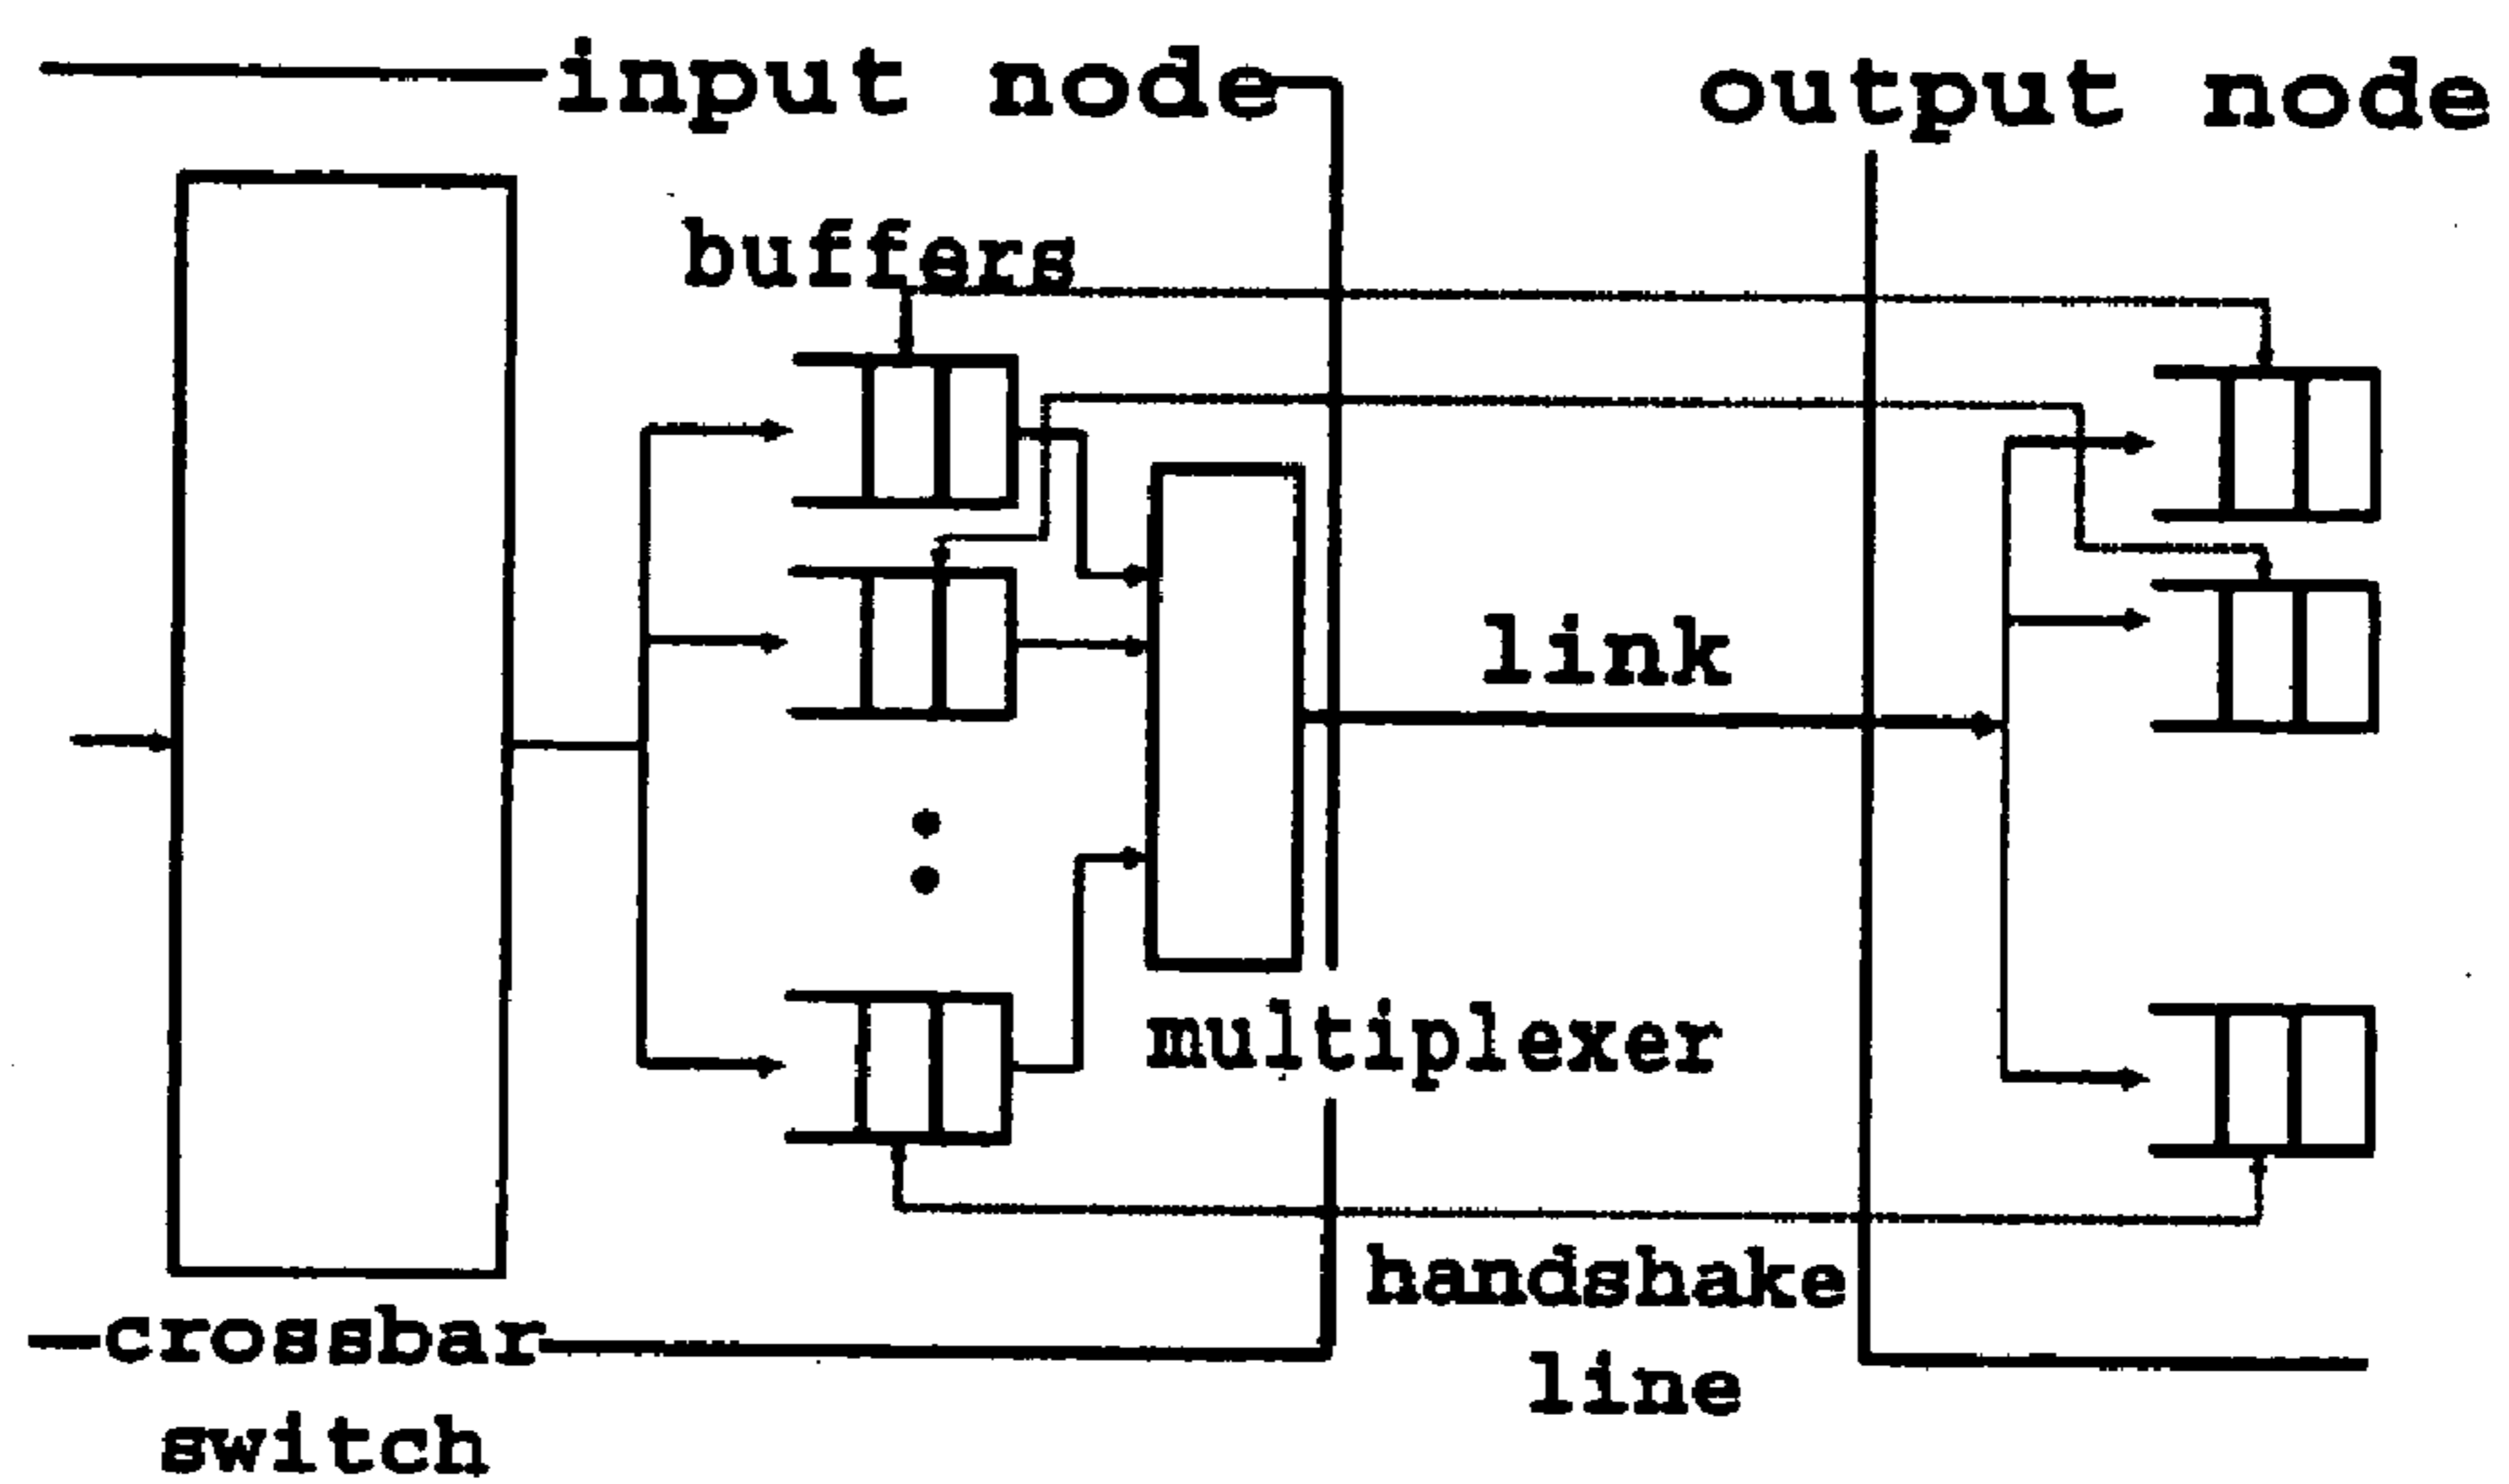 input node
output node
buffers
link
multiplexer
handshake
line
crossbar
switch